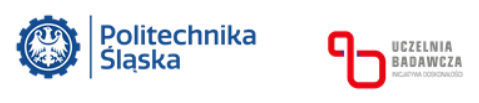 Politechnika
Śląska
UCZELNIA
BADAWCZA
INICJATYWA DOSKONAŁOŚCI